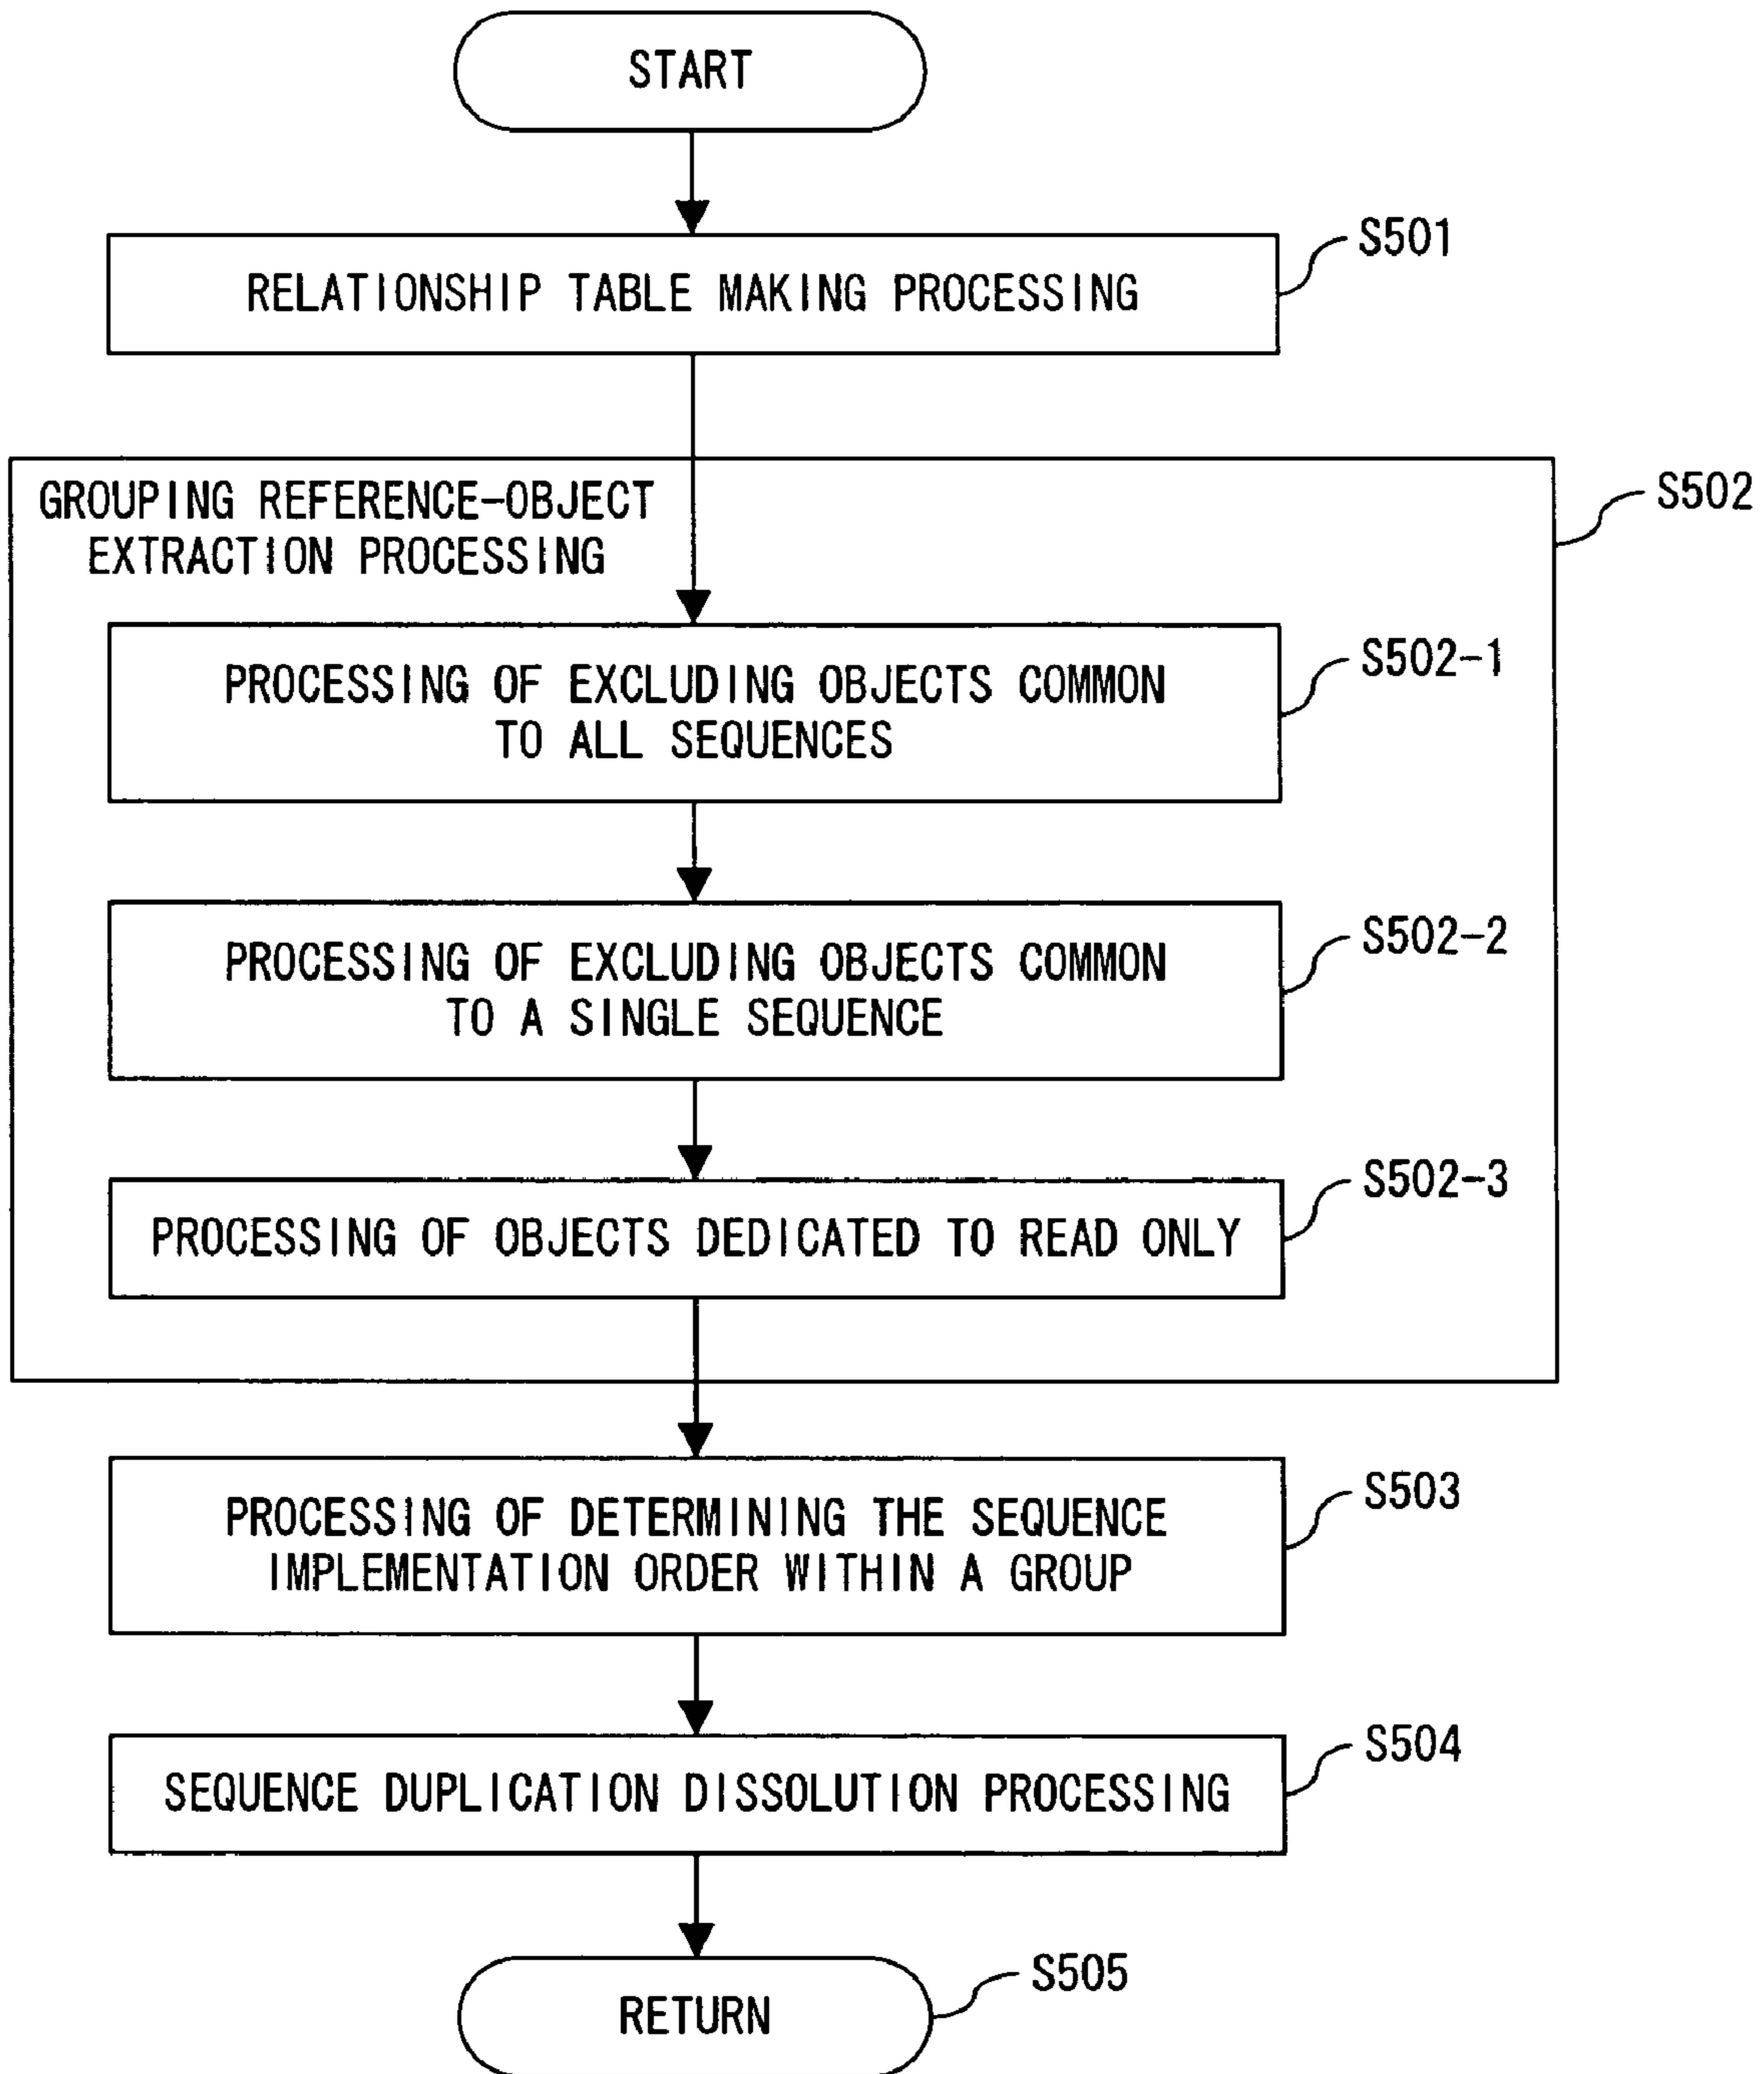 START
S501
RELATIONSHIP TABLE MAKING PROCESSING
S502
GROUPING REFERENCE-OBJECT
EXTRACTION PROCESSING
S502-1
PROCESSING OF EXCLUDING OBJECTS COMMON
TO ALL SEQUENCES
S502-2
PROCESSING OF EXCLUDING OBJECTS COMMON
TO A SINGLE SEQUENCE
S502-3
PROCESSING OF OBJECTS DEDICATED TO READ ONLY
S503
PROCESSING OF DETERMINING THE SEQUENCE
IMPLEMENTATION ORDER WITHIN A GROUP
S504
SEQUENCE DUPLICATION DISSOLUTION PROCESSING
S505
RETURN